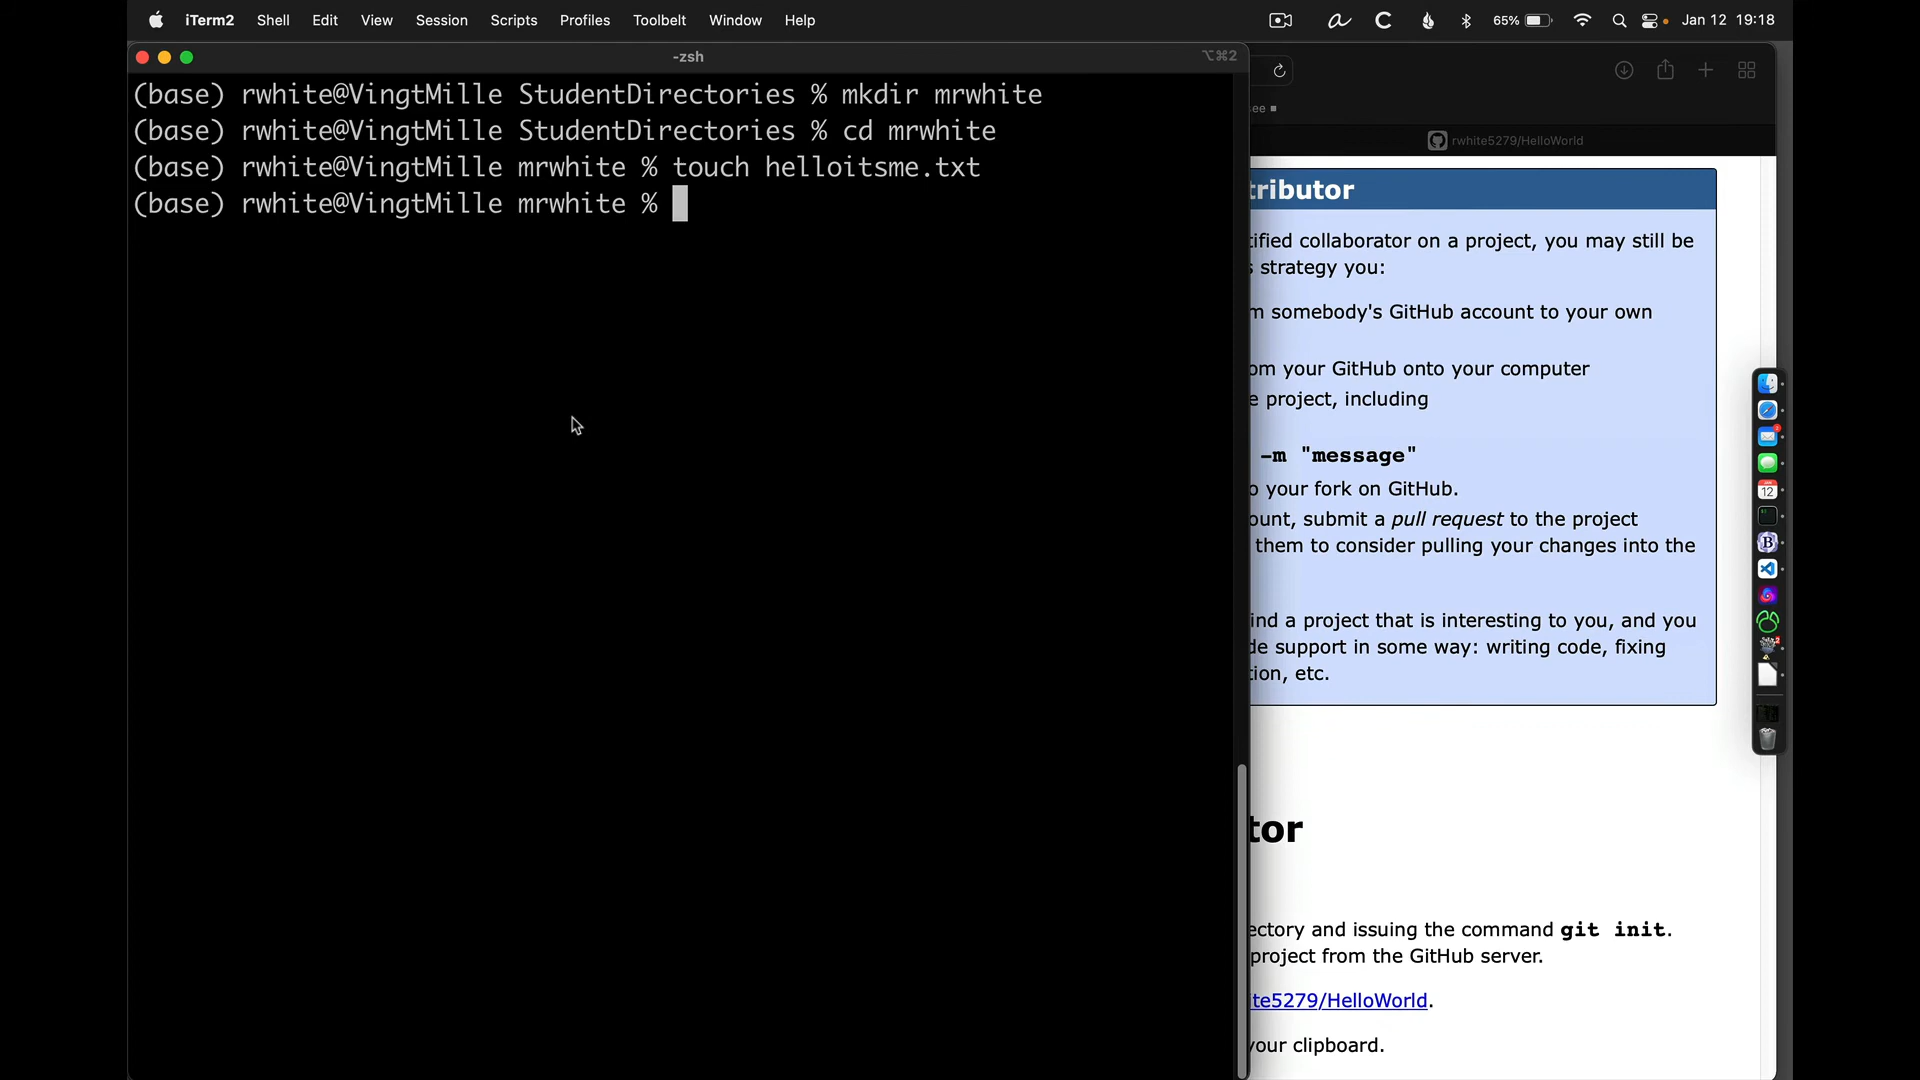 iTerm2 Shell Edit View Session Scripts Profiles Toolbelt Window Help 65% Jan 12 19:18
-zsh ⌥⌘2
(base) rwhite@VingtMille StudentDirectories % mkdir mrwhite
(base) rwhite@VingtMille StudentDirectories % cd mrwhite
(base) rwhite@VingtMille mrwhite % touch helloitsme.txt
(base) rwhite@VingtMille mrwhite %
ee
rwhite5279/HelloWorld
tributor
tified collaborator on a project, you may still be
s strategy you:
m somebody's GitHub account to your own
om your GitHub onto your computer
e project, including
-m "message"
o your fork on GitHub.
ount, submit a pull request to the project
them to consider pulling your changes into the
ind a project that is interesting to you, and you
de support in some way: writing code, fixing
tion, etc.
tor
ectory and issuing the command git init.
project from the GitHub server.
te5279/HelloWorld.
your clipboard.